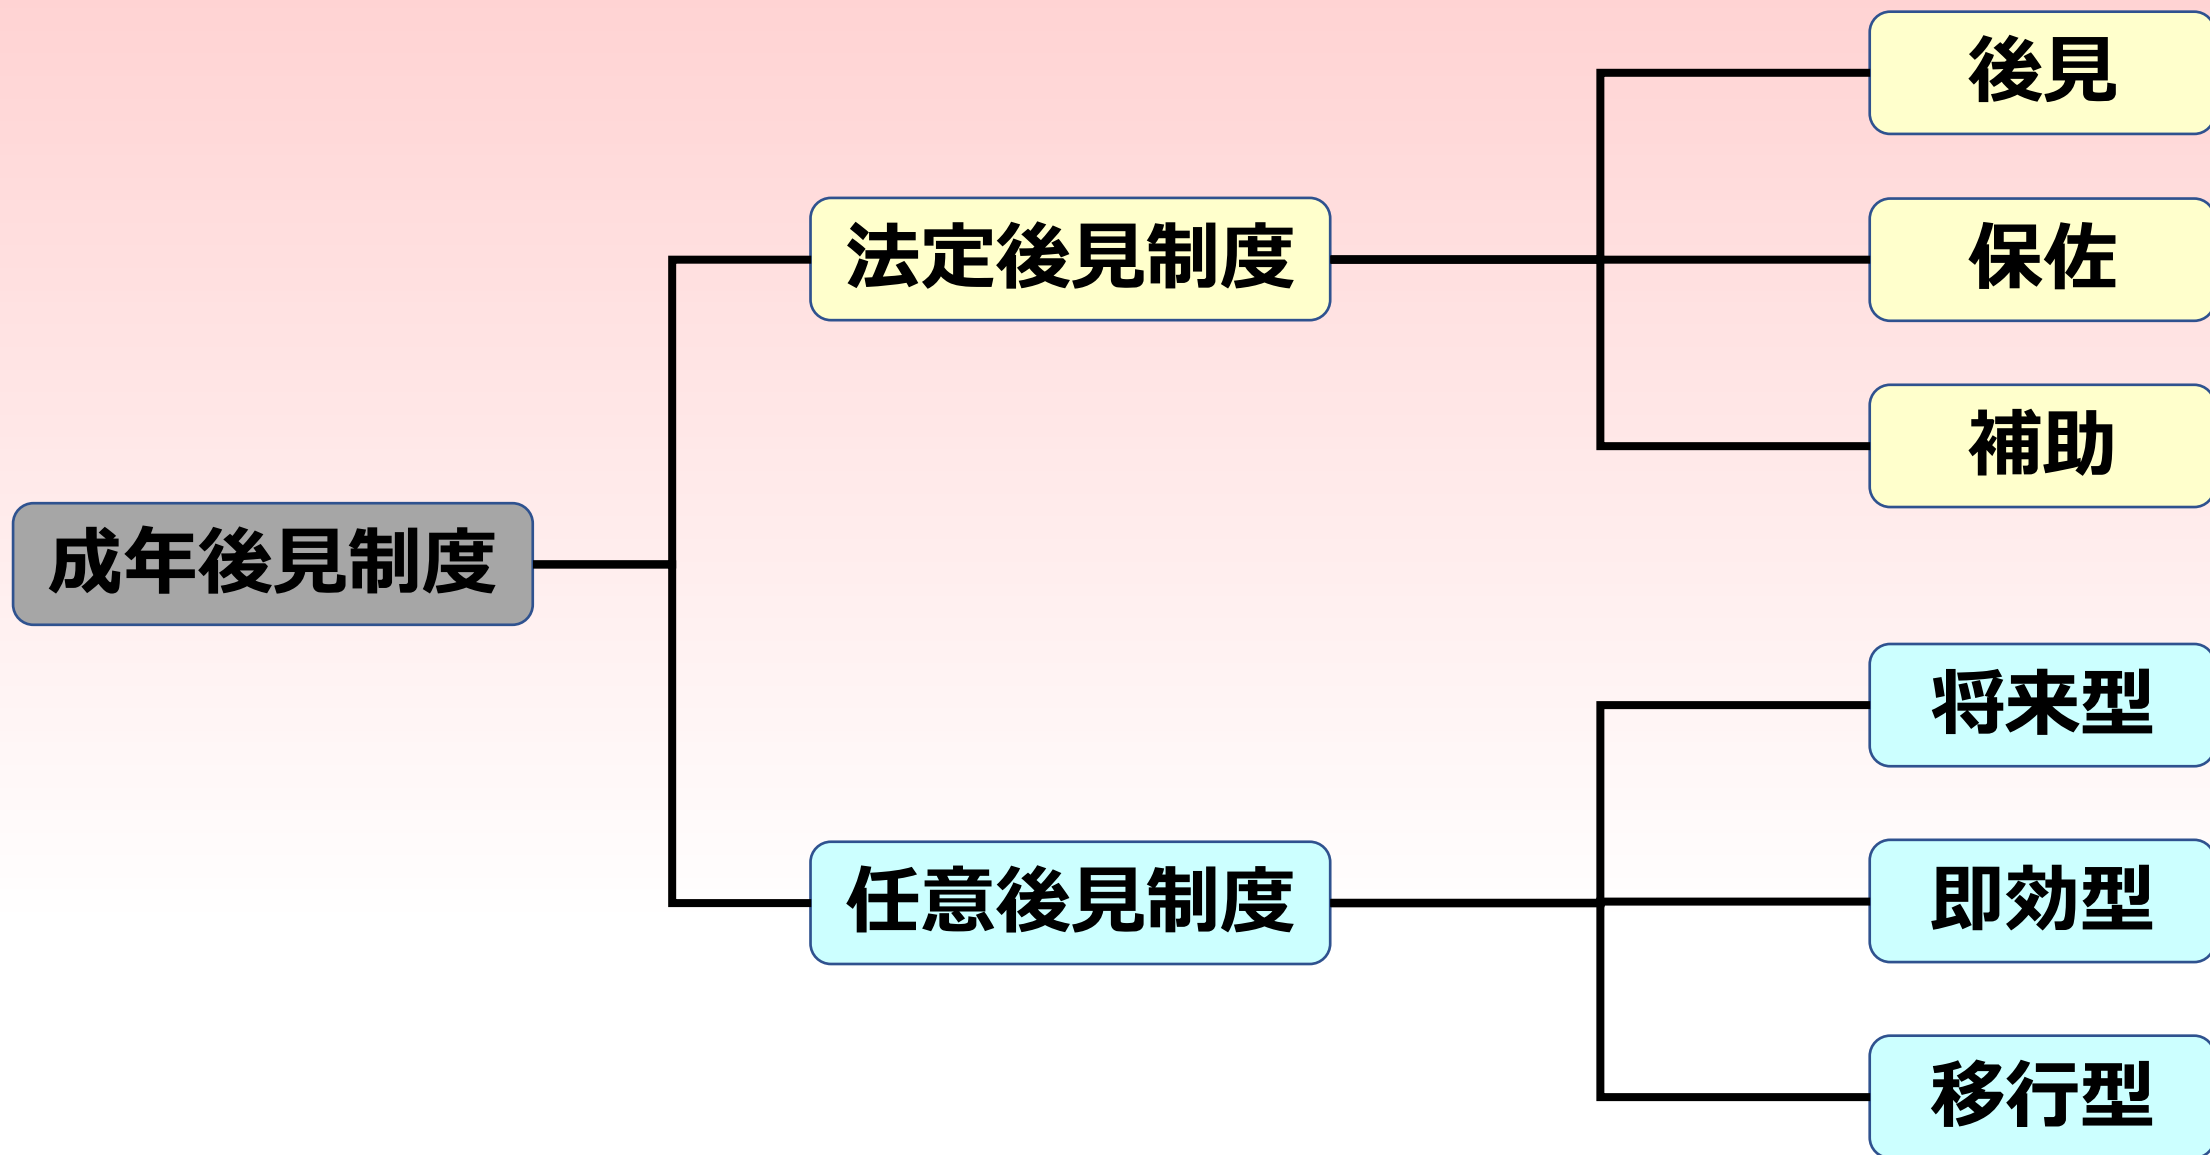 成年後見制度
法定後見制度
後見
保佐
補助
任意後見制度
将来型
即効型
移行型